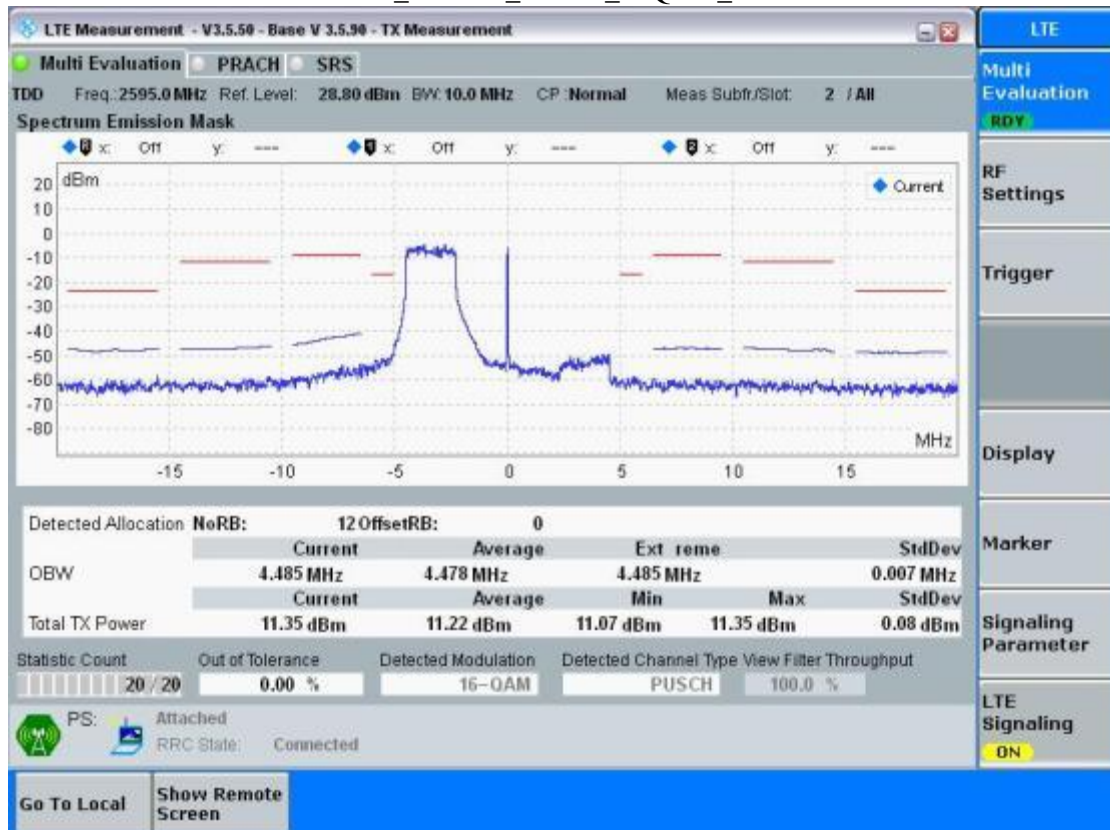 LTE Measurement - V3.5.50 - Base V 3.5.90 - TX Measurement
LTE
Multi Evaluation PRACH SRS
Multi Evaluation
RDY
TDD Freq.:2595.0 MHz Ref. Level: 28.80 dBm BW: 10.0 MHz CP :Normal Meas Subfr/Slot: 2 / All
Spectrum Emission Mask
x: Off y: --- x: Off y: --- x: Off y: ---
dBm
Current
20
10
0
-10
-20
-30
-40
-50
-60
-70
-80
MHz
-15 -10 -5 0 5 10 15
RF Settings
Trigger
Display
Marker
Signaling Parameter
LTE Signaling
ON
Detected Allocation NoRB: 12 OffsetRB: 0
Current Average Ext reme StdDev
OBW 4.485 MHz 4.478 MHz 4.485 MHz 0.007 MHz
Current Average Min Max StdDev
Total TX Power 11.35 dBm 11.22 dBm 11.07 dBm 11.35 dBm 0.08 dBm
Statistic Count Out of Tolerance Detected Modulation Detected Channel Type View Filter Throughput
20 / 20 0.00 % 16-QAM PUSCH 100.0 %
PS: Attached
RRC State: Connected
Go To Local Show Remote Screen